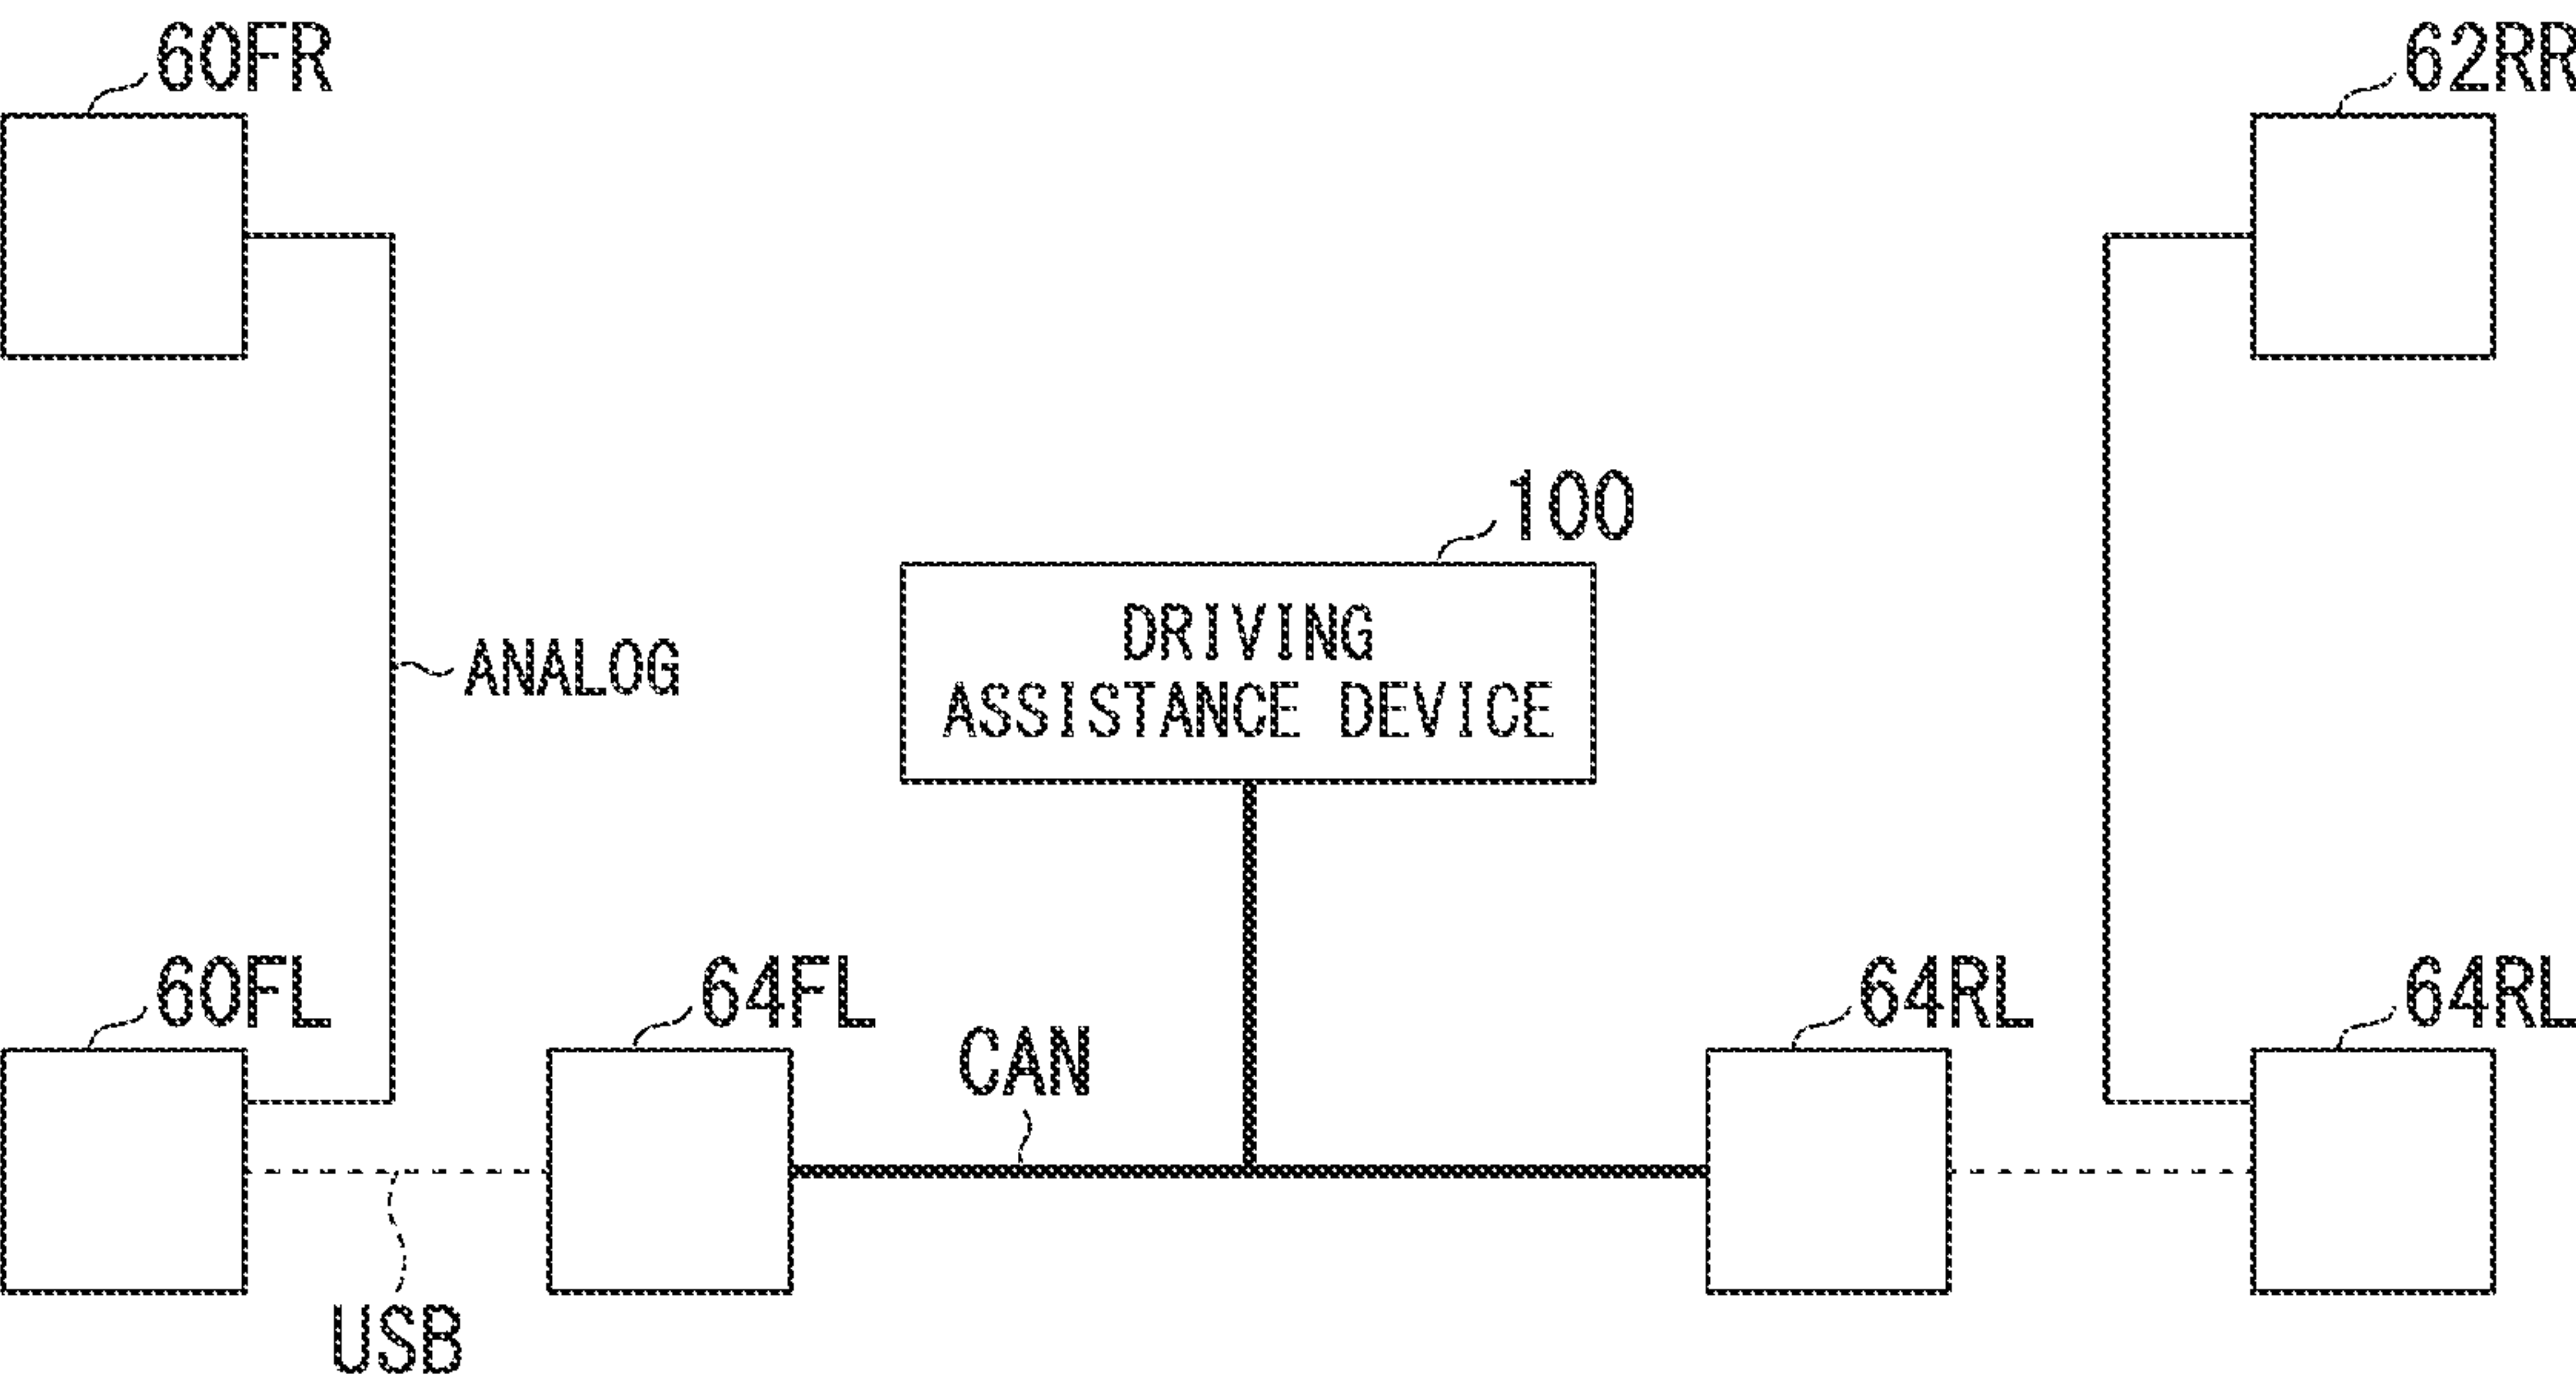 60FR
62RR
100
DRIVING
ASSISTANCE DEVICE
ANALOG
60FL
64FL
CAN
64RL
64RL
USB